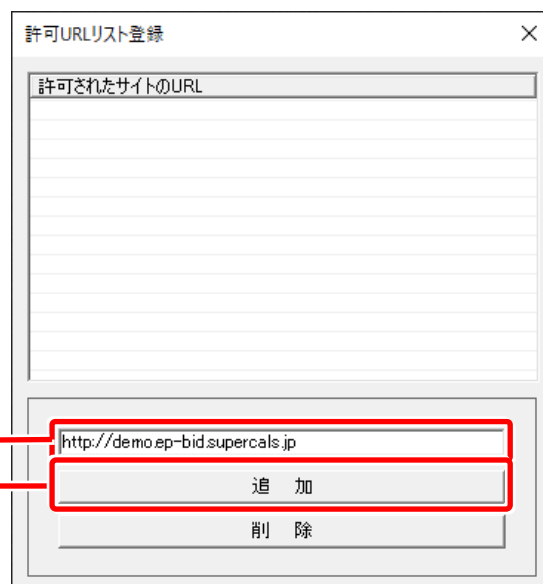 許可URLリスト登録
許可されたサイトのURL
http://demo.ep-bid.supercals.jp
追 加
削 除